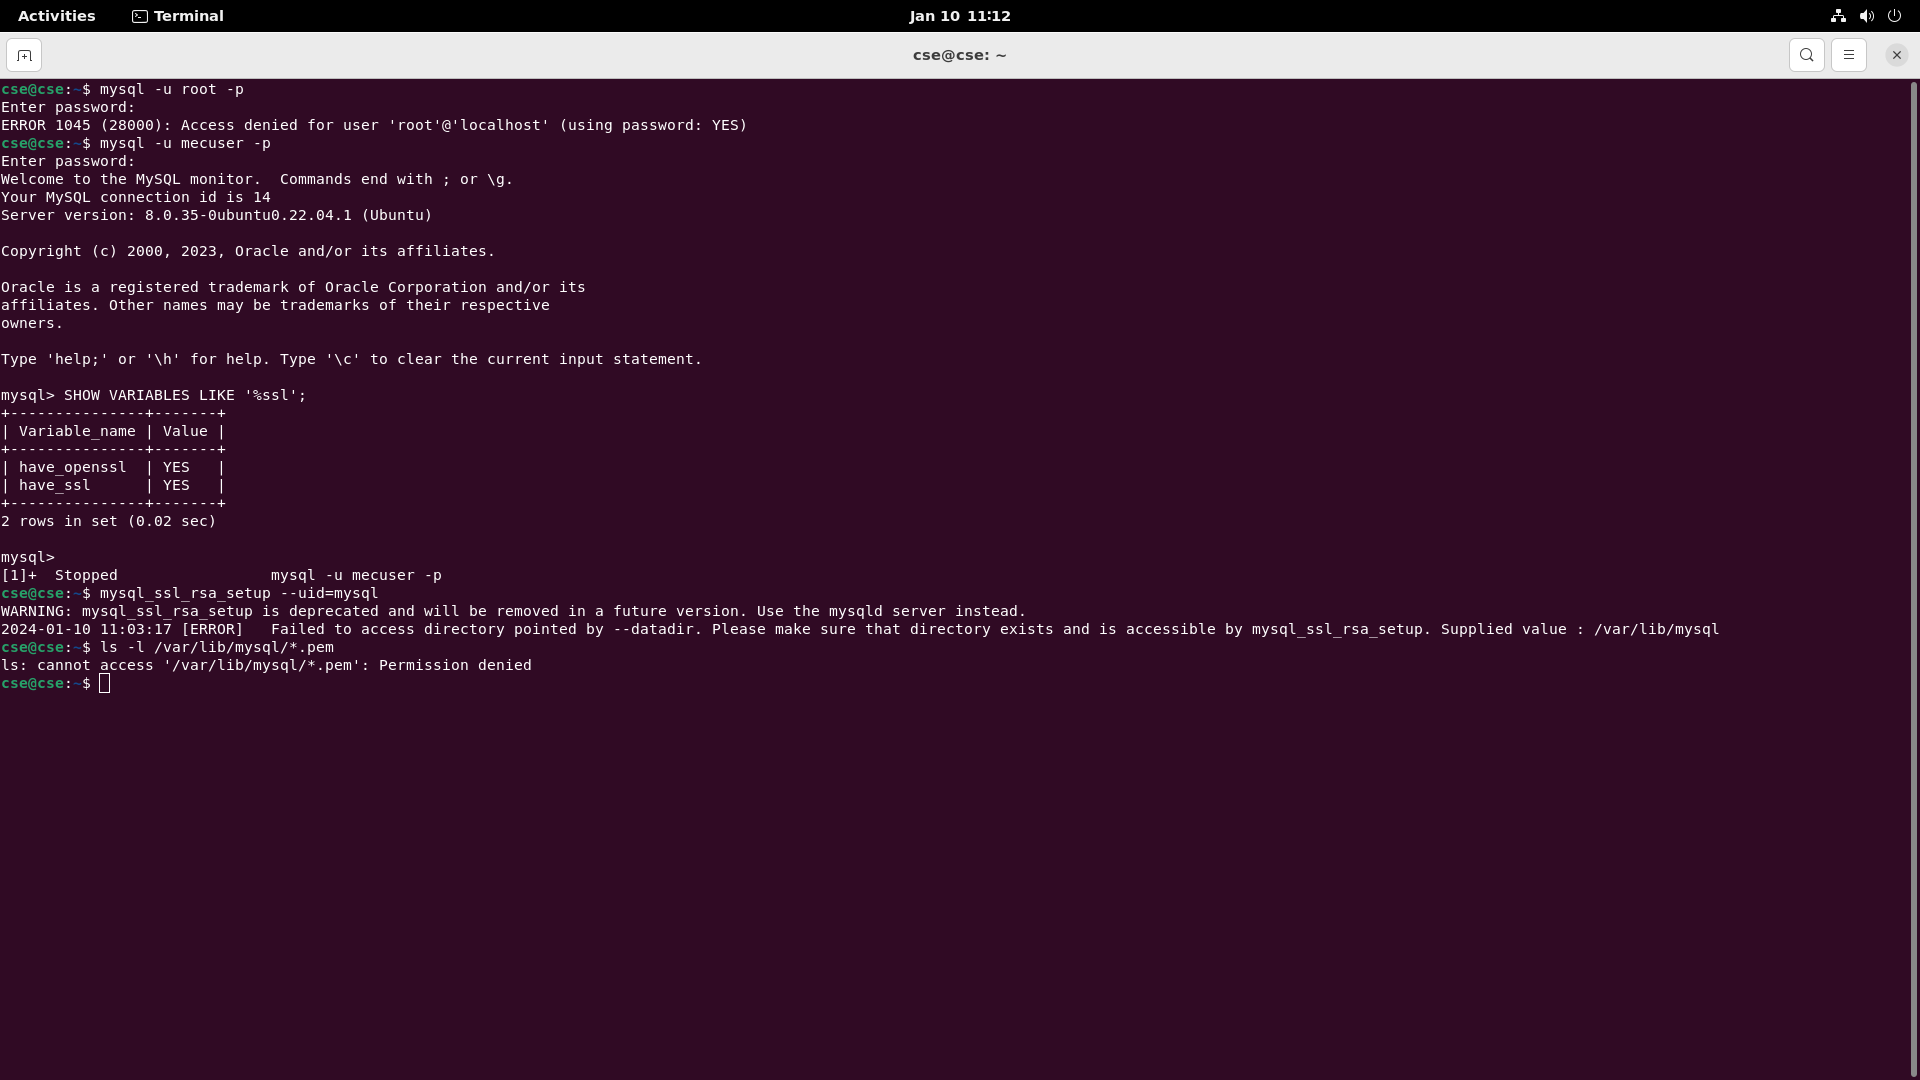 Activities Terminal Jan 10 11:12
cse@cse: ~
cse@cse:~$ mysql -u root -p
Enter password:
ERROR 1045 (28000): Access denied for user 'root'@'localhost' (using password: YES)
cse@cse:~$ mysql -u mecuser -p
Enter password:
Welcome to the MySQL monitor.  Commands end with ; or \g.
Your MySQL connection id is 14
Server version: 8.0.35-0ubuntu0.22.04.1 (Ubuntu)

Copyright (c) 2000, 2023, Oracle and/or its affiliates.

Oracle is a registered trademark of Oracle Corporation and/or its
affiliates. Other names may be trademarks of their respective
owners.

Type 'help;' or '\h' for help. Type '\c' to clear the current input statement.

mysql> SHOW VARIABLES LIKE '%ssl';
+---------------+-------+
| Variable_name | Value |
+---------------+-------+
| have_openssl  | YES   |
| have_ssl      | YES   |
+---------------+-------+
2 rows in set (0.02 sec)

mysql>
[1]+  Stopped                 mysql -u mecuser -p
cse@cse:~$ mysql_ssl_rsa_setup --uid=mysql
WARNING: mysql_ssl_rsa_setup is deprecated and will be removed in a future version. Use the mysqld server instead.
2024-01-10 11:03:17 [ERROR]   Failed to access directory pointed by --datadir. Please make sure that directory exists and is accessible by mysql_ssl_rsa_setup. Supplied value : /var/lib/mysql
cse@cse:~$ ls -l /var/lib/mysql/*.pem
ls: cannot access '/var/lib/mysql/*.pem': Permission denied
cse@cse:~$